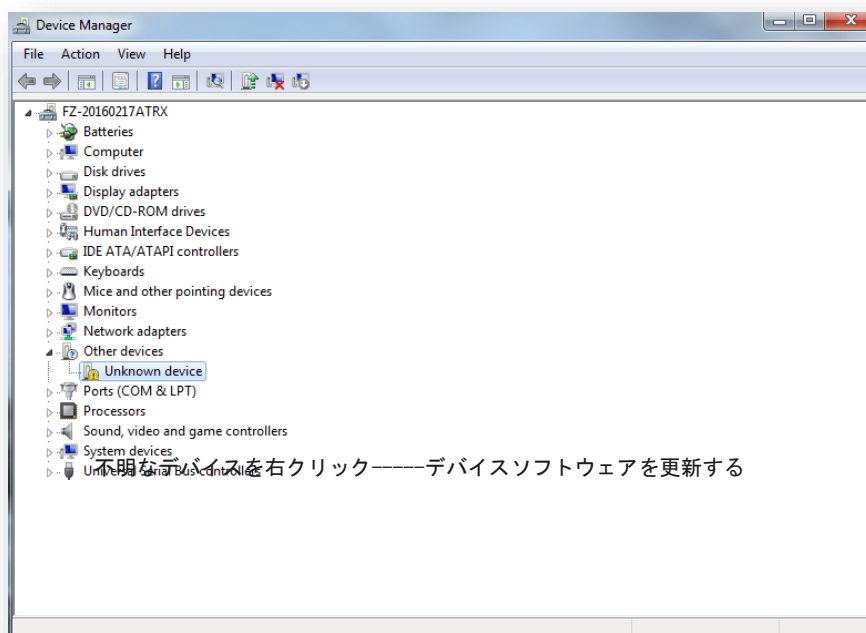 Device Manager
File Action View Help
FZ-20160217ATRX
Batteries
Computer
Disk drives
Display adapters
DVD/CD-ROM drives
Human Interface Devices
IDE ATA/ATAPI controllers
Keyboards
Mice and other pointing devices
Monitors
Network adapters
Other devices
Unknown device
Ports (COM & LPT)
Processors
Sound, video and game controllers
System devices
不明なデバイスを右クリック-----デバイスソフトウェアを更新する
Universal Serial Bus controllers